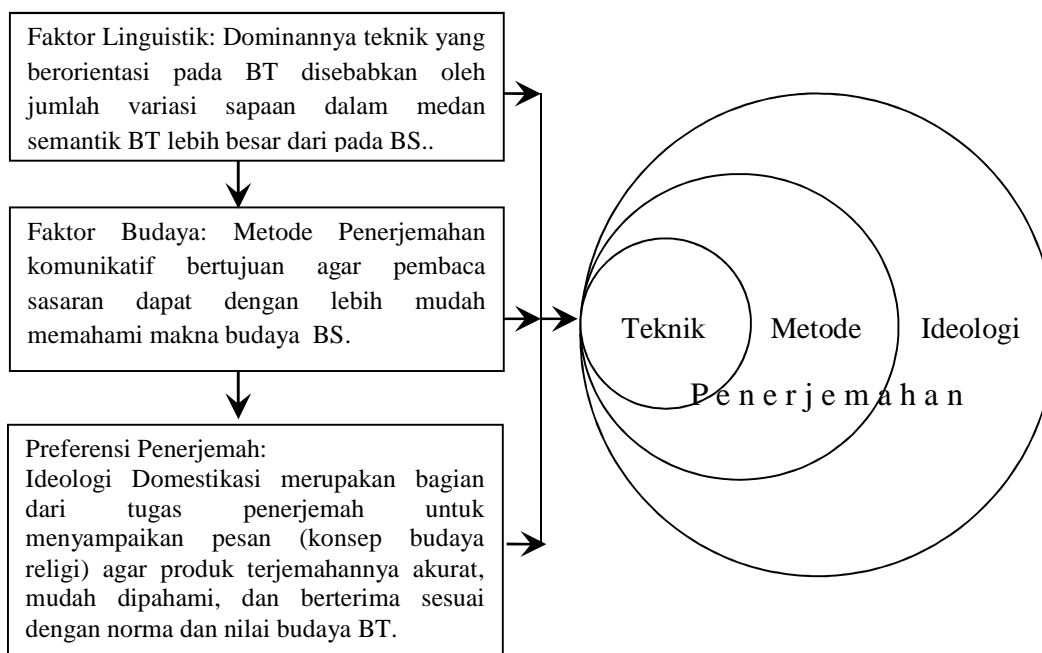 Faktor Linguistik: Dominannya teknik yang
berorientasi pada BT disebabkan oleh
jumlah variasi sapaan dalam medan
semantik BT lebih besar dari pada BS..
Faktor Budaya: Metode Penerjemahan
komunikatif bertujuan agar pembaca
sasaran dapat dengan lebih mudah
memahami makna budaya BS.
Preferensi Penerjemah:
Ideologi Domestikasi merupakan bagian
dari tugas penerjemah untuk
menyampaikan pesan (konsep budaya
religi) agar produk terjemahannya akurat,
mudah dipahami, dan berterima sesuai
dengan norma dan nilai budaya BT.
Teknik Metode Ideologi
P e n e r j e m a h a n